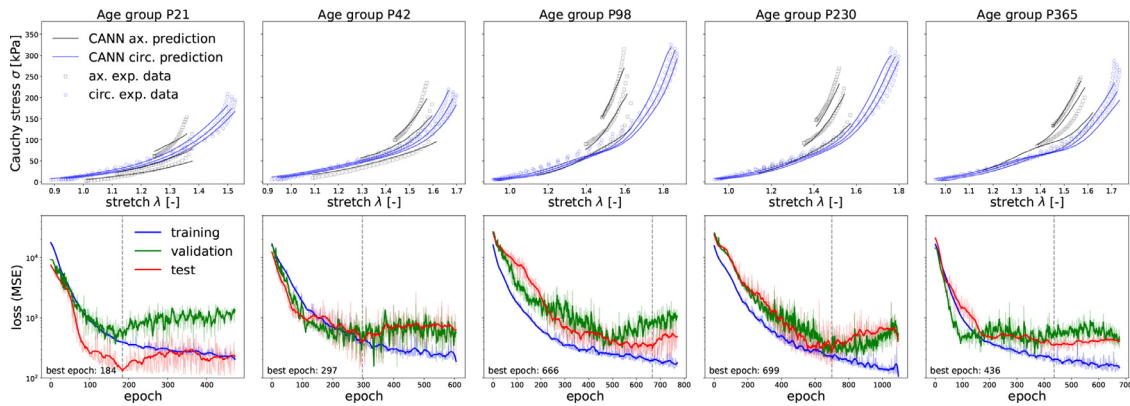 Age group P21
Age group P42
Age group P98
Age group P230
Age group P365
Cauchy stress σ [kPa]
350
300
250
200
150
100
50
0
CANN ax. prediction
CANN circ. prediction
ax. exp. data
circ. exp. data
0.9 1.0 1.1 1.2 1.3 1.4 1.5
0.9 1.0 1.1 1.2 1.3 1.4 1.5 1.6 1.7
1.0 1.2 1.4 1.6 1.8
1.0 1.2 1.4 1.6 1.8
1.0 1.1 1.2 1.3 1.4 1.5 1.6 1.7
stretch λ [-]
stretch λ [-]
stretch λ [-]
stretch λ [-]
stretch λ [-]
loss (MSE)
10⁴
10³
10²
training
validation
test
best epoch: 184
best epoch: 297
best epoch: 666
best epoch: 699
best epoch: 436
0 100 200 300 400
0 100 200 300 400 500 600
0 100 200 300 400 500 600 700 800
0 200 400 600 800 1000
0 100 200 300 400 500 600 700
epoch
epoch
epoch
epoch
epoch